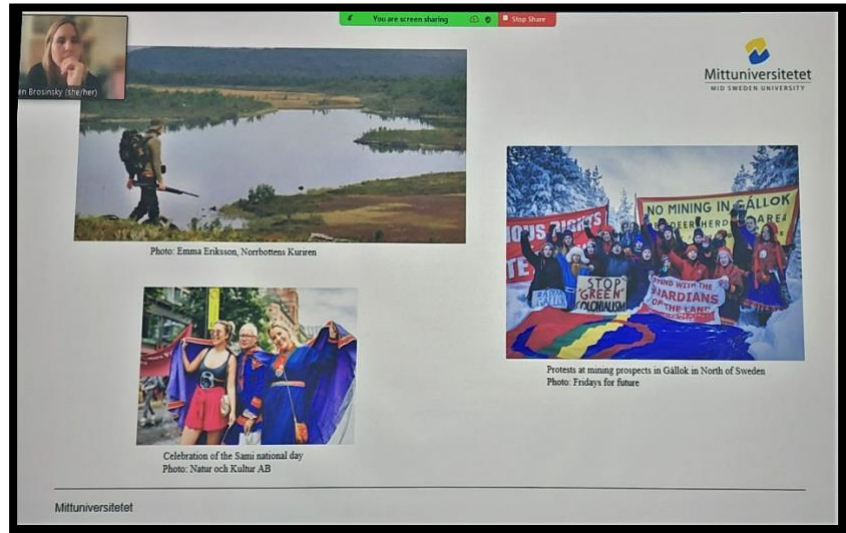 You are screen sharing
Stop Share
en Brosinsky (she/her)
Mittuniversitetet
MID SWEDEN UNIVERSITY
Photo: Emma Eriksson, Norrbottens Kuriren
NO MINING IN GÁLLOK
IOUS RIGHTS
STOP
"GREEN"
COLONIALISM
WITH THE
GUARDIANS
OF THE LAND
Protests at mining prospects in Gállok in North of Sweden
Photo: Fridays for future
Celebration of the Sami national day
Photo: Natur och Kultur AB
Mittuniversitetet